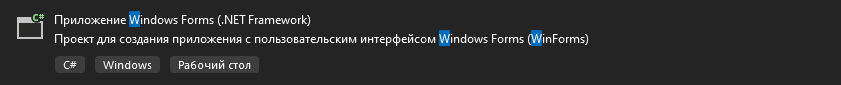 C#
Приложение Windows Forms (.NET Framework)
Проект для создания приложения с пользовательским интерфейсом Windows Forms (WinForms)
C# Windows Рабочий стол